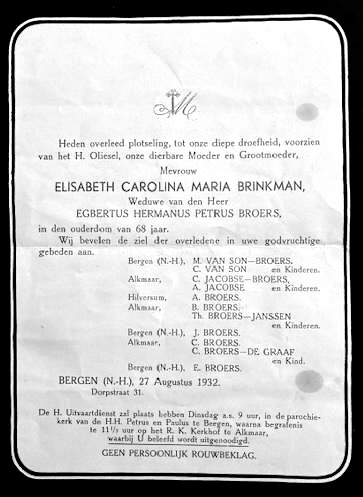 Heden overleed plotseling, tot onze diepe droefheid, voorzien
van het H. Oliesel, onze dierbare Moeder en Grootmoeder,
Mevrouw
ELISABETH CAROLINA MARIA BRINKMAN,
Weduwe van den Heer
EGBERTUS HERMANUS PETRUS BROERS,
in den ouderdom van 68 jaar.
Wij bevelen de ziel der overledene in uwe godvruchtige
gebeden aan.
Bergen (N.-H.), M. VAN SON—BROERS.
C. VAN SON en Kinderen.
Alkmaar, C. JACOBSE—BROERS,
A. JACOBSE en Kinderen.
Hilversum, A. BROERS.
Alkmaar, B. BROERS.
Th. BROERS—JANSSEN
en Kinderen.
Bergen (N.-H.), J. BROERS.
Alkmaar, C. BROERS.
C. BROERS—DE GRAAF
en Kind.
Bergen (N.-H.), E. BROERS.
BERGEN (N.-H.), 27 Augustus 1932.
Dorpstraat 31.
De H. Uitvaartdienst zal plaats hebben Dinsdag a.s. 9 uur, in de parochie-
kerk van de H.H. Petrus en Paulus te Bergen, waarna begrafenis
te 11½ uur op het R. K. Kerkhof te Alkmaar,
waarbij U beleefd wordt uitgenoodigd.
GEEN PERSOONLIJK ROUWBEKLAG.